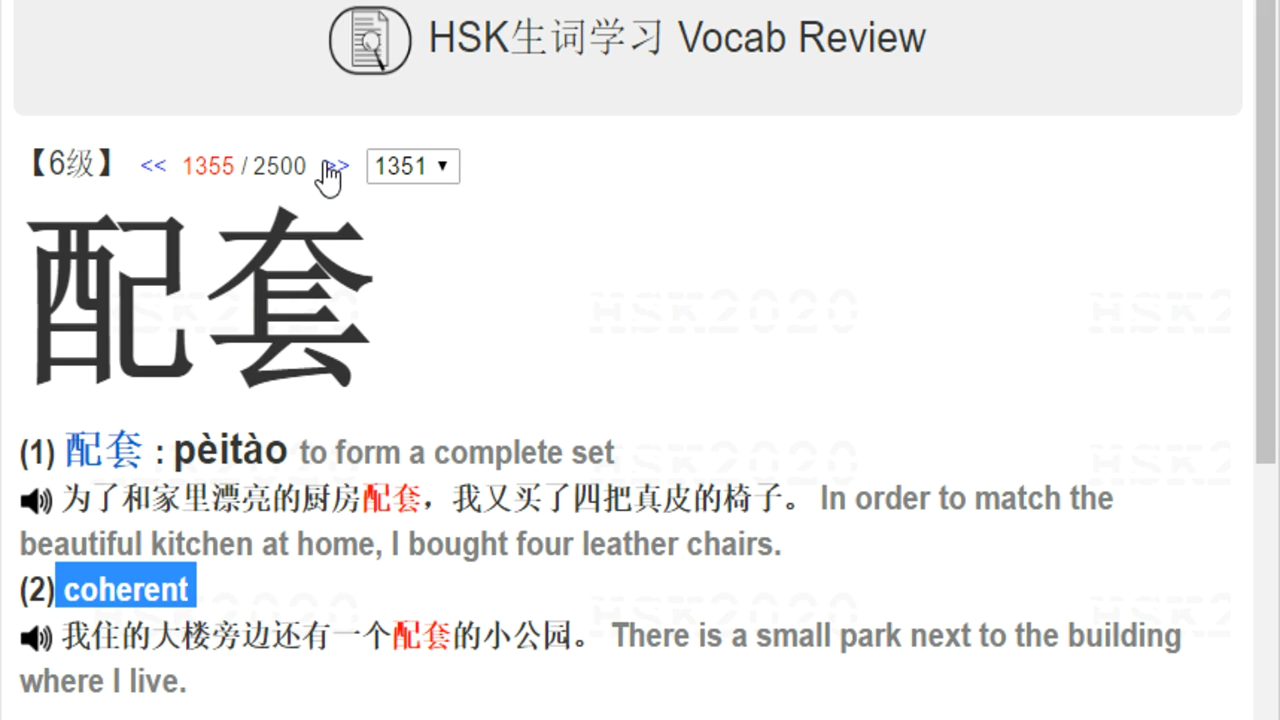 HSK生词学习 Vocab Review
【6级】 << 1355 / 2500 >> 1351
配套
(1) 配套 : pèitào to form a complete set
为了和家里漂亮的厨房配套，我又买了四把真皮的椅子。 In order to match the
beautiful kitchen at home, I bought four leather chairs.
(2) coherent
我住的大楼旁边还有一个配套的小公园。 There is a small park next to the building
where I live.
HSK2020